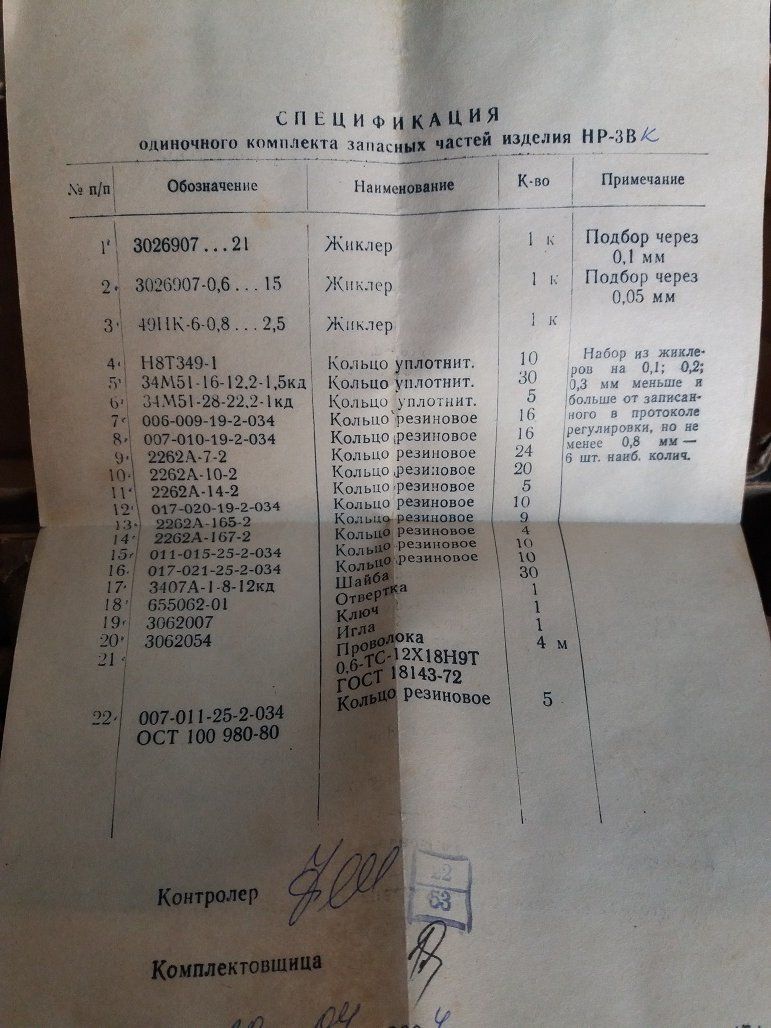 СПЕЦИФИКАЦИЯ
одиночного комплекта запасных частей изделия НР-3В К
№ п/п Обозначение Наименование К-во Примечание
1 3026907...21 Жиклер 1 к Подбор через 0,1 мм
2 3026907-0,6...15 Жиклер 1 к Подбор через 0,05 мм
3 49ПК-6-0,8...2,5 Жиклер 1 к
4 Н8Т349-1 Кольцо уплотнит. 10
5 34М51-16-12,2-1,5кд Кольцо уплотнит. 30
6 34М51-28-22,2-1кд Кольцо уплотнит. 5
7 006-009-19-2-034 Кольцо резиновое 16
8 007-010-19-2-034 Кольцо резиновое 16
9 2262А-7-2 Кольцо резиновое 24
10 2262А-10-2 Кольцо резиновое 20
11 2262А-14-2 Кольцо резиновое 5
12 017-020-19-2-034 Кольцо резиновое 10
13 2262А-165-2 Кольцо резиновое 9
14 2262А-167-2 Кольцо резиновое 4
15 011-015-25-2-034 Кольцо резиновое 10
16 017-021-25-2-034 Кольцо резиновое 10
17 3407А-1-8-12кд Шайба 30
18 655062-01 Отвертка 1
19 3062007 Ключ 1
20 3062054 Игла 1
21 Проволока 4 м
0,6-ТС-12Х18Н9Т
ГОСТ 18143-72
22 007-011-25-2-034 Кольцо резиновое 5
ОСТ 100 980-80
Набор из жикле-
ров на 0,1; 0,2;
0,3 мм меньше и
больше от записан-
ного в протоколе
регулировки, но не
менее 0,8 мм —
6 шт. наиб. колич.
Контролер
33
Комплектовщица